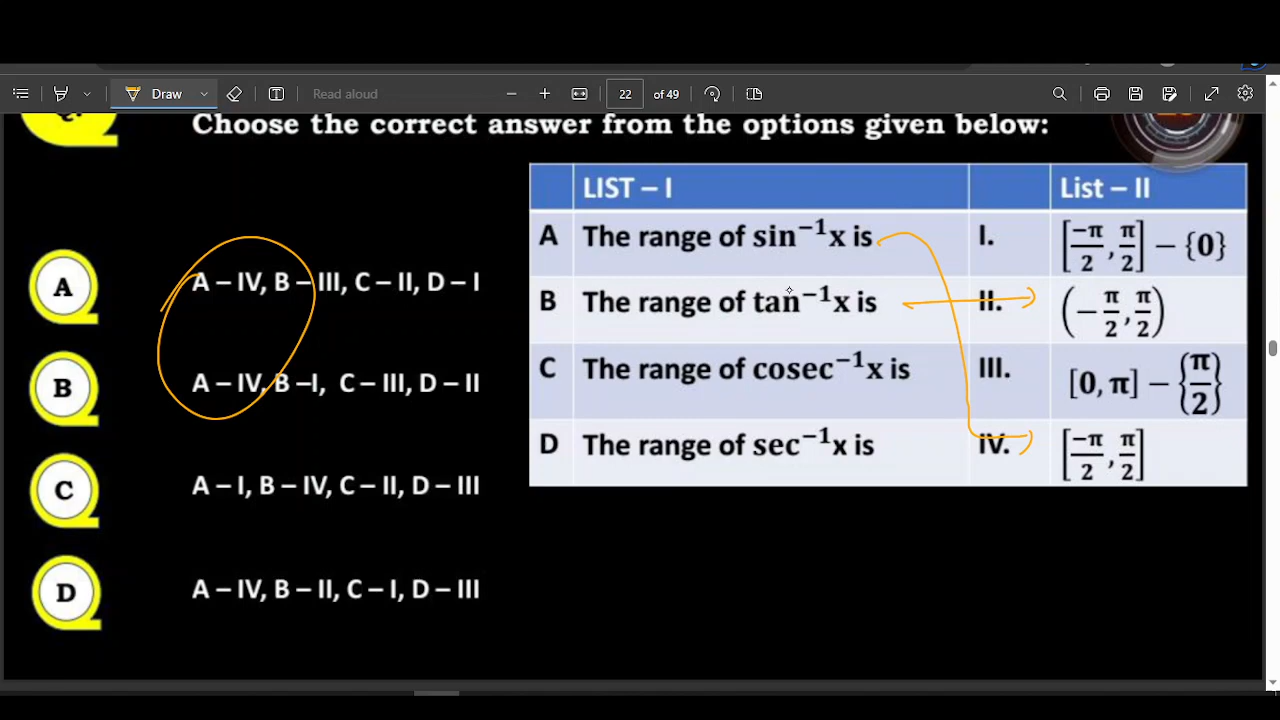 Draw
Read aloud
22 of 49
Choose the correct answer from the options given below:
LIST – I List – II
A The range of sin⁻¹x is I. [-π/2, π/2] – {0}
B The range of tan⁻¹x is II. (-π/2, π/2)
C The range of cosec⁻¹x is III. [0, π] – {π/2}
D The range of sec⁻¹x is IV. [-π/2, π/2]
A A – IV, B – III, C – II, D – I
B A – IV, B –I, C – III, D – II
C A – I, B – IV, C – II, D – III
D A – IV, B – II, C – I, D – III